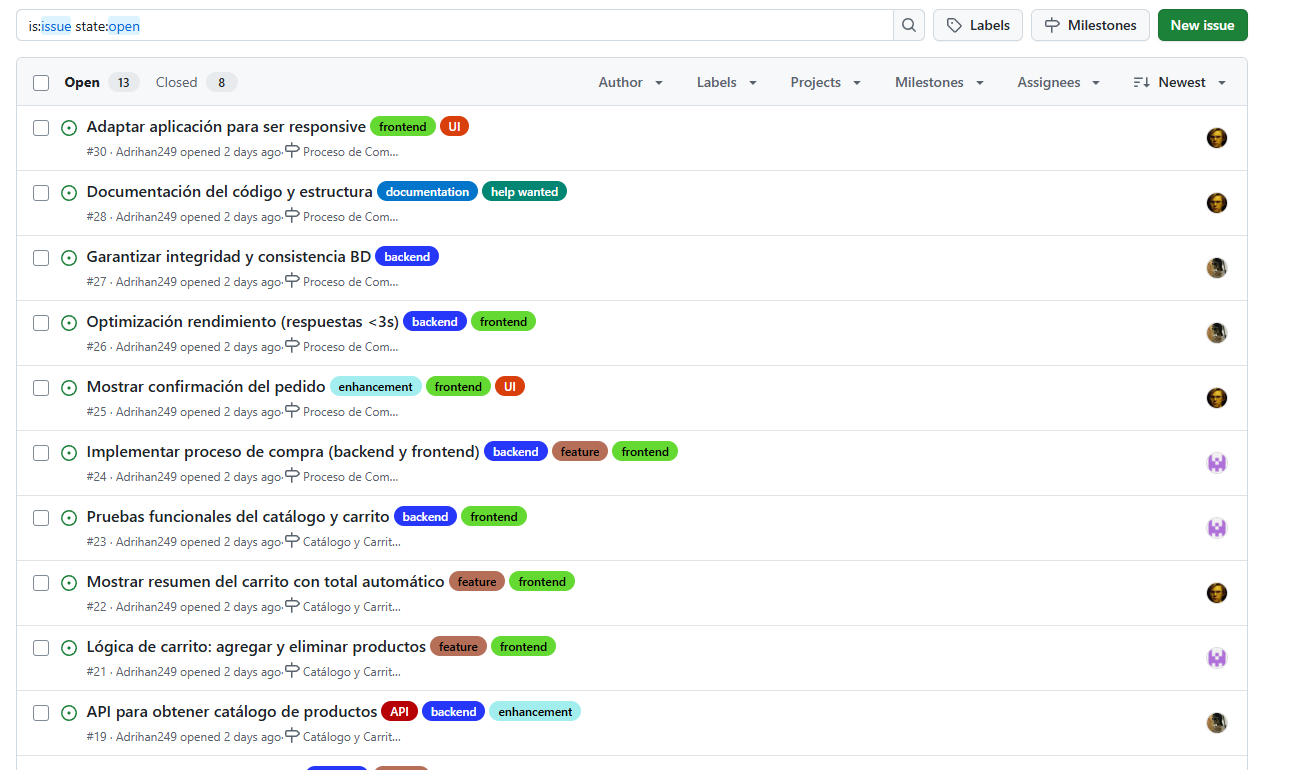 is:issue state:open
Labels
Milestones
New issue
Open 13 Closed 8 Author Labels Projects Milestones Assignees Newest
Adaptar aplicación para ser responsive frontend UI
#30 · Adrihan249 opened 2 days ago· Proceso de Com...
Documentación del código y estructura documentation help wanted
#28 · Adrihan249 opened 2 days ago· Proceso de Com...
Garantizar integridad y consistencia BD backend
#27 · Adrihan249 opened 2 days ago· Proceso de Com...
Optimización rendimiento (respuestas <3s) backend frontend
#26 · Adrihan249 opened 2 days ago· Proceso de Com...
Mostrar confirmación del pedido enhancement frontend UI
#25 · Adrihan249 opened 2 days ago· Proceso de Com...
Implementar proceso de compra (backend y frontend) backend feature frontend
#24 · Adrihan249 opened 2 days ago· Proceso de Com...
Pruebas funcionales del catálogo y carrito backend frontend
#23 · Adrihan249 opened 2 days ago· Catálogo y Carrit...
Mostrar resumen del carrito con total automático feature frontend
#22 · Adrihan249 opened 2 days ago· Catálogo y Carrit...
Lógica de carrito: agregar y eliminar productos feature frontend
#21 · Adrihan249 opened 2 days ago· Catálogo y Carrit...
API para obtener catálogo de productos API backend enhancement
#19 · Adrihan249 opened 2 days ago· Catálogo y Carrit...